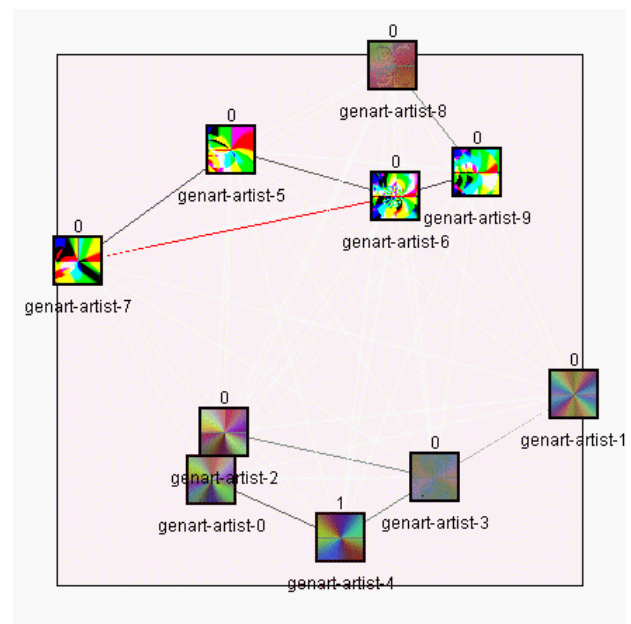 0
genart-artist-8
0
genart-artist-5
0
genart-artist-9
0
genart-artist-6
0
genart-artist-7
0
genart-artist-1
0
genart-artist-2
genart-artist-0
0
genart-artist-3
1
genart-artist-4